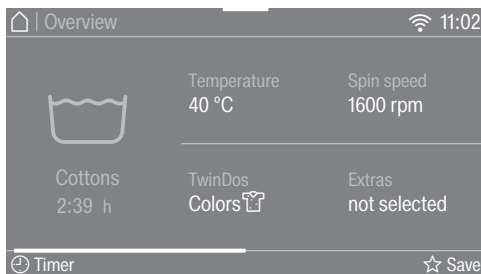 | Overview
11:02
Temperature
40 °C
Spin speed
1600 rpm
Cottons
2:39 h
TwinDos
Colors
Extras
not selected
Timer
Save